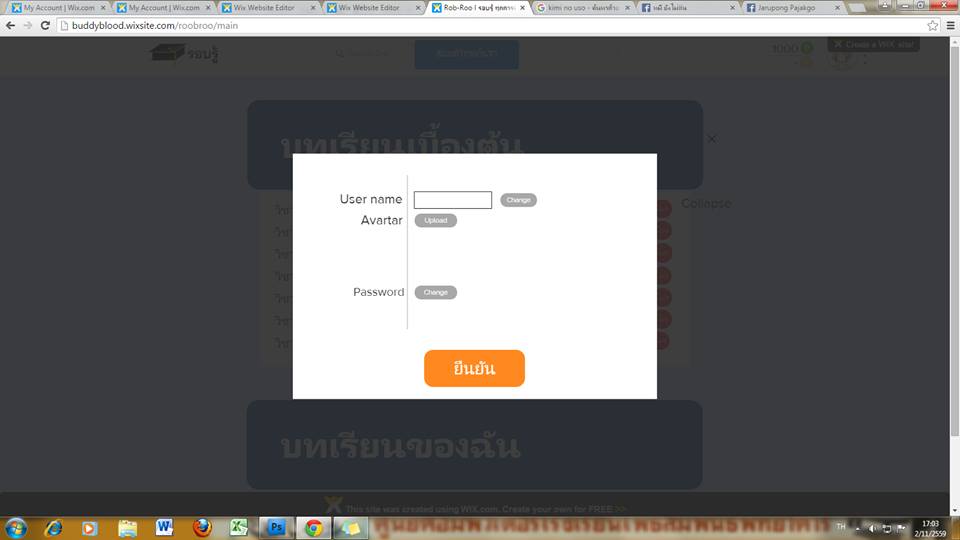 My Account | Wix.com
My Account | Wix.com
Wix Website Editor
Wix Website Editor
Rob-Roo | รอบรู้ ทุกการ
kimi no uso - ค้นหาด้วย
Jarupong Pajakgo
buddyblood.wixsite.com/roobroo/main
รอบรู้
1000
Create a WiX site!
บทเรียนเบื้องต้น
Collapse
User name
Change
Avartar
Upload
Password
Change
ยืนยัน
บทเรียนของฉัน
This site was created using WIX.com. Create your own for FREE >>
TH
17:03
2/11/2559